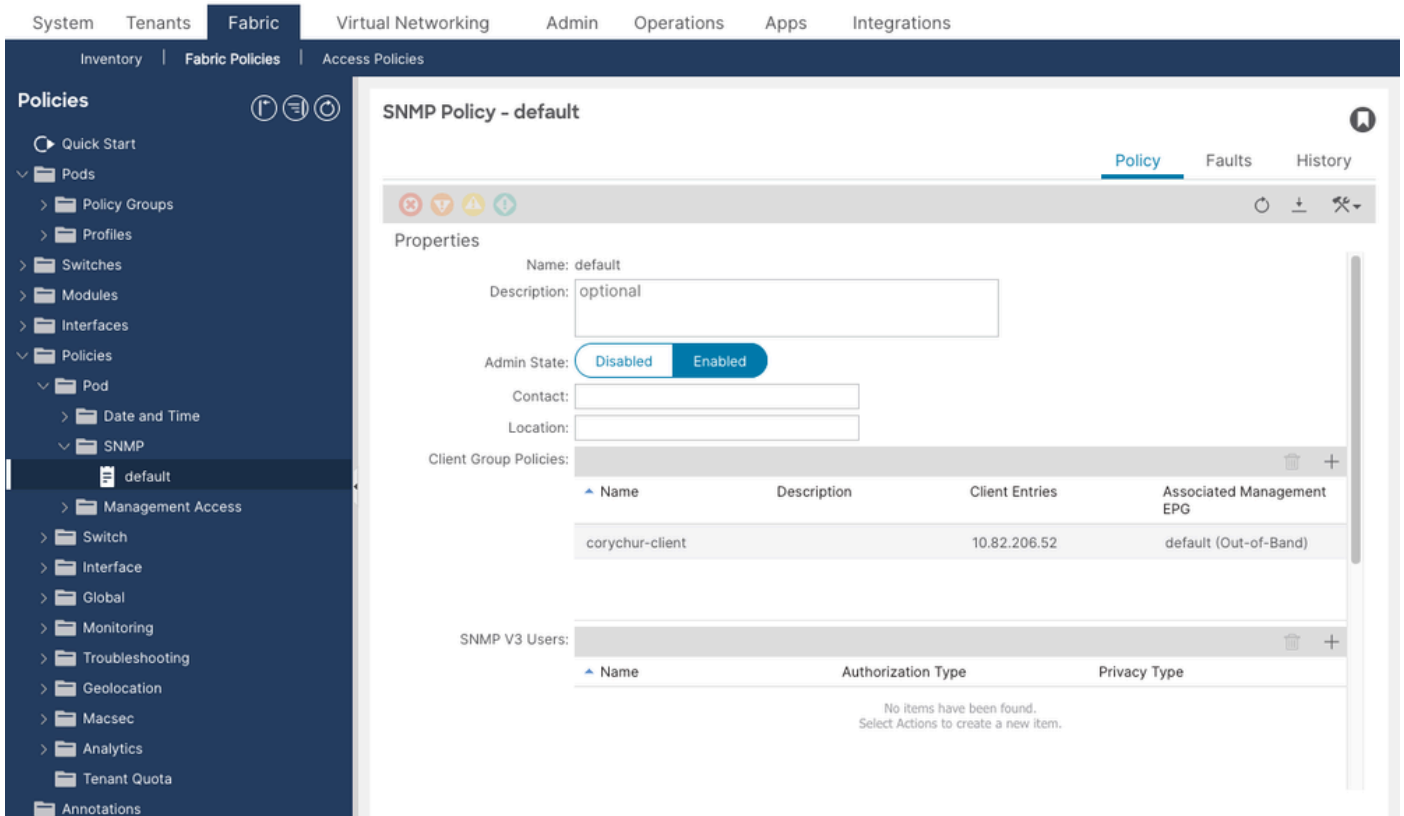 System Tenants Fabric Virtual Networking Admin Operations Apps Integrations
Inventory | Fabric Policies | Access Policies
Policies
Quick Start
Pods
Policy Groups
Profiles
Switches
Modules
Interfaces
Policies
Pod
Date and Time
SNMP
default
Management Access
Switch
Interface
Global
Monitoring
Troubleshooting
Geolocation
Macsec
Analytics
Tenant Quota
Annotations
SNMP Policy - default
Policy Faults History
Properties
Name: default
Description: optional
Admin State: Disabled Enabled
Contact:
Location:
Client Group Policies:
Name Description Client Entries Associated Management
EPG
corychur-client 10.82.206.52 default (Out-of-Band)
SNMP V3 Users:
Name Authorization Type Privacy Type
No items have been found.
Select Actions to create a new item.